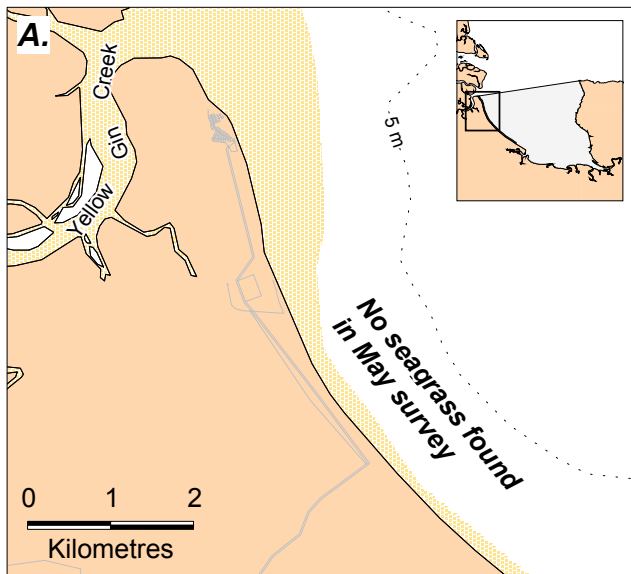 A.
Yellow Gin Creek
5 m
No seagrass found
in May survey
0 1 2
Kilometres